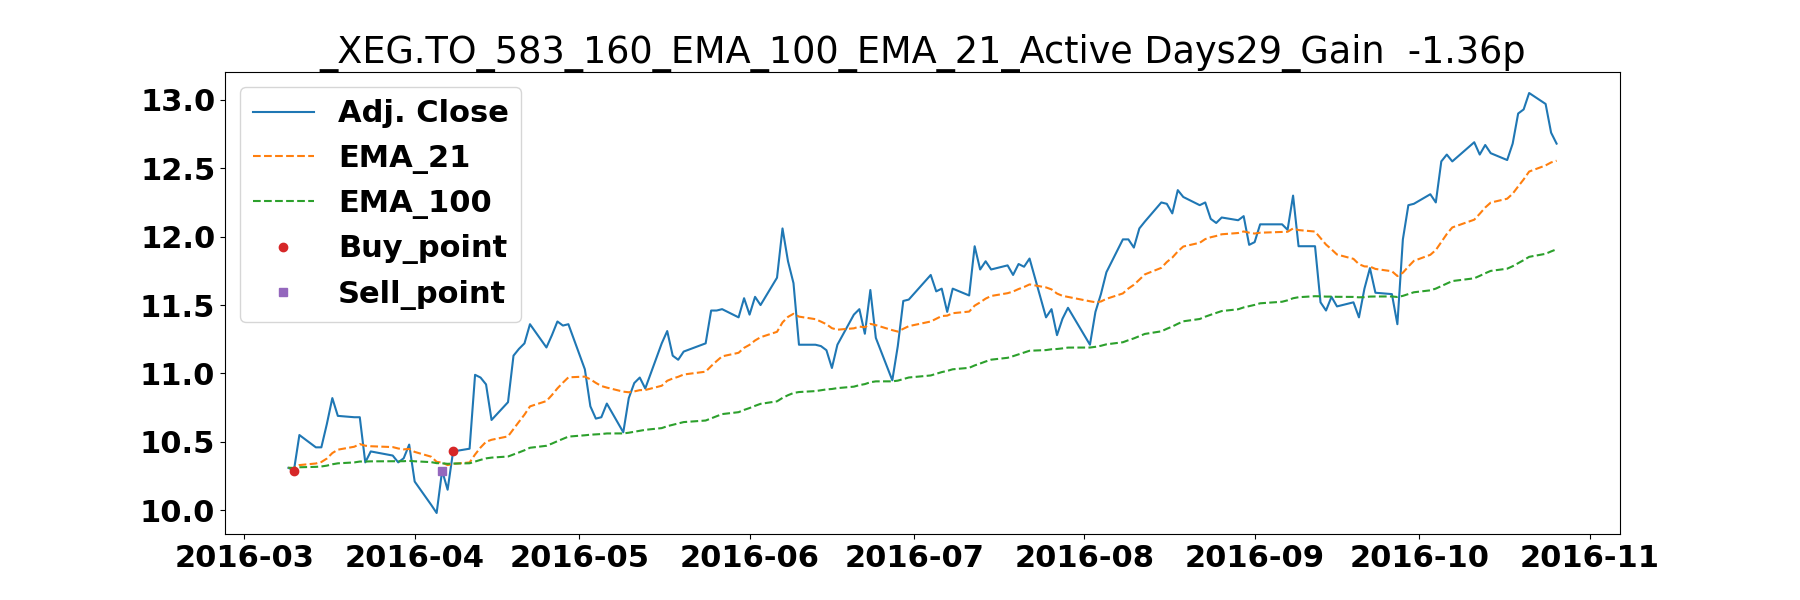 _XEG.TO_583_160_EMA_100_EMA_21_Active Days29_Gain  -1.36p
13.0
12.5
12.0
11.5
11.0
10.5
10.0
Adj. Close
EMA_21
EMA_100
Buy_point
Sell_point
2016-03 2016-04 2016-05 2016-06 2016-07 2016-08 2016-09 2016-10 2016-11